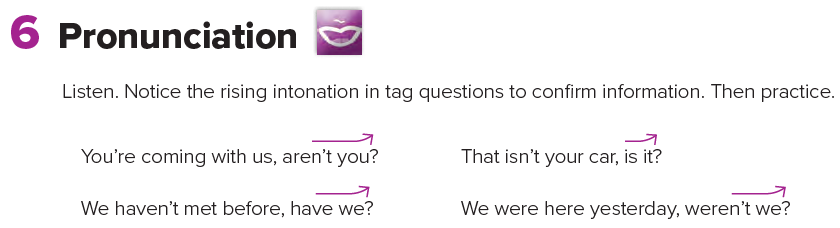 6 Pronunciation
Listen. Notice the rising intonation in tag questions to confirm information. Then practice.
You're coming with us, aren't you?
That isn't your car, is it?
We haven't met before, have we?
We were here yesterday, weren't we?